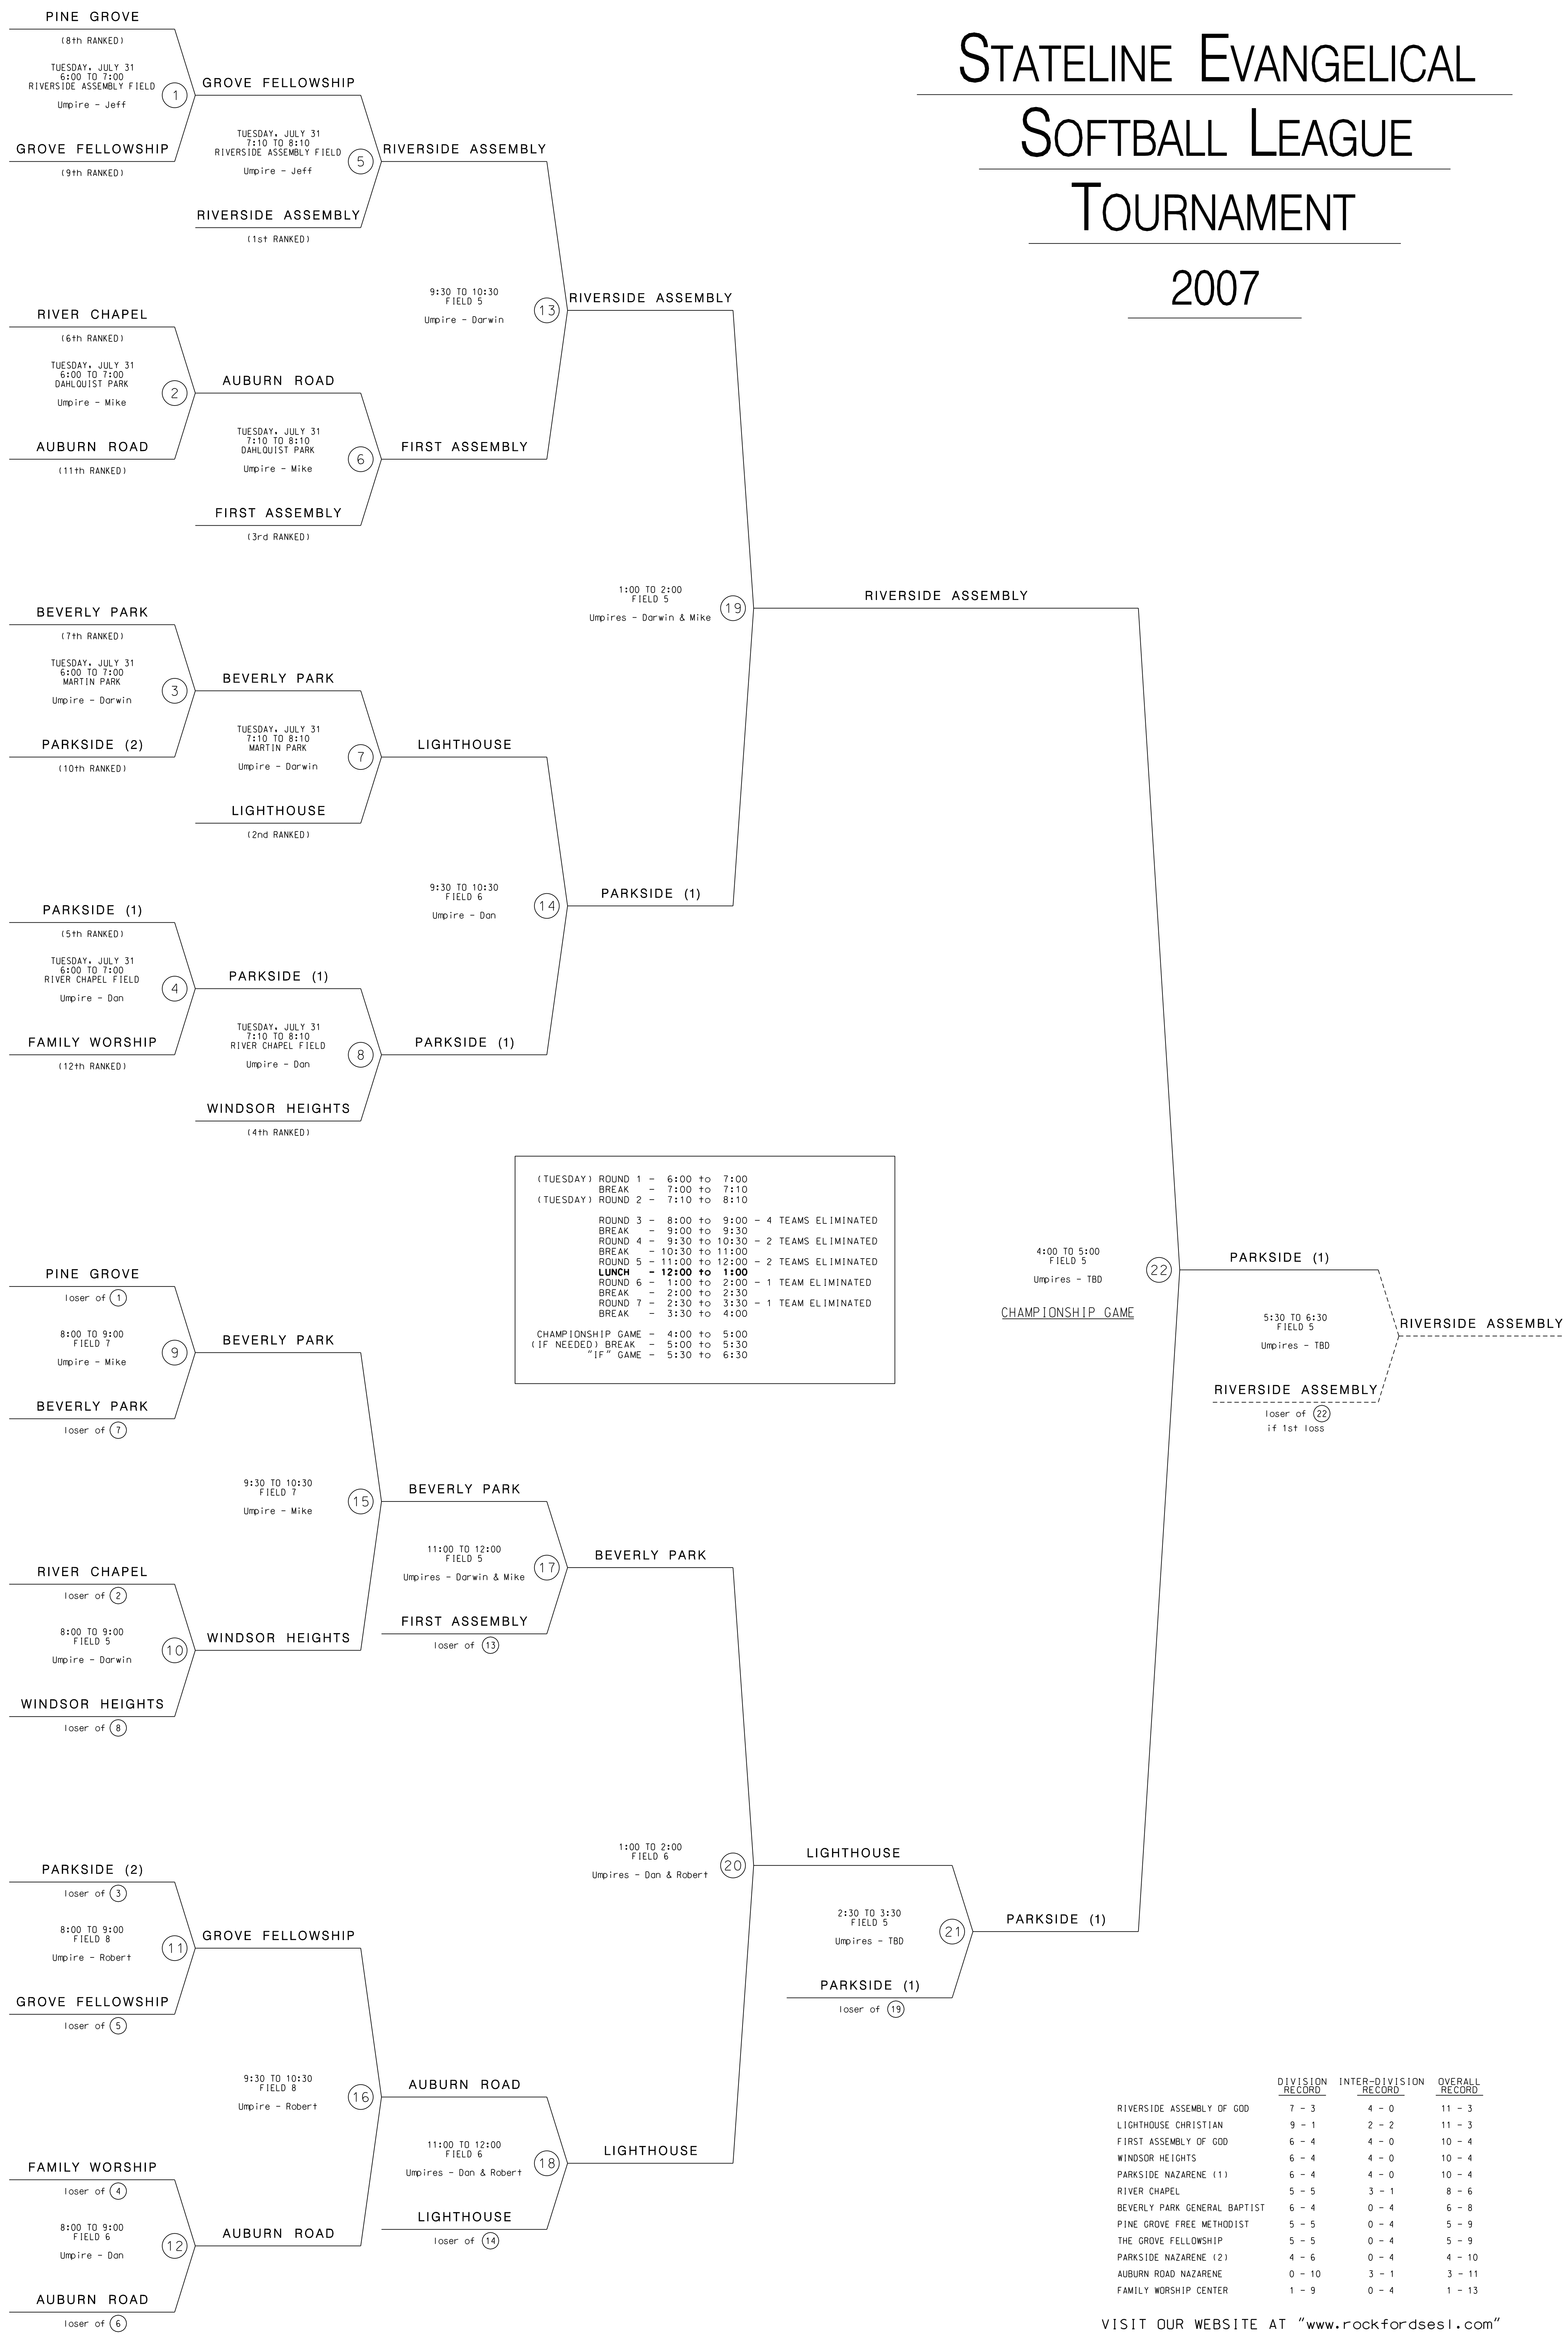 STATELINE EVANGELICAL
SOFTBALL LEAGUE
TOURNAMENT
2007
PINE GROVE
(8th RANKED)
TUESDAY, JULY 31
6:00 TO 7:00
RIVERSIDE ASSEMBLY FIELD
Umpire - Jeff
1
GROVE FELLOWSHIP
(9th RANKED)
GROVE FELLOWSHIP
TUESDAY, JULY 31
7:10 TO 8:10
RIVERSIDE ASSEMBLY FIELD
Umpire - Jeff
5
RIVERSIDE ASSEMBLY
(1st RANKED)
RIVERSIDE ASSEMBLY
RIVER CHAPEL
(6th RANKED)
TUESDAY, JULY 31
6:00 TO 7:00
DAHLQUIST PARK
Umpire - Mike
2
AUBURN ROAD
(11th RANKED)
AUBURN ROAD
TUESDAY, JULY 31
7:10 TO 8:10
DAHLQUIST PARK
Umpire - Mike
6
FIRST ASSEMBLY
(3rd RANKED)
FIRST ASSEMBLY
9:30 TO 10:30
FIELD 5
Umpire - Darwin
13
RIVERSIDE ASSEMBLY
BEVERLY PARK
(7th RANKED)
TUESDAY, JULY 31
6:00 TO 7:00
MARTIN PARK
Umpire - Darwin
3
PARKSIDE (2)
(10th RANKED)
BEVERLY PARK
TUESDAY, JULY 31
7:10 TO 8:10
MARTIN PARK
Umpire - Darwin
7
LIGHTHOUSE
(2nd RANKED)
LIGHTHOUSE
PARKSIDE (1)
(5th RANKED)
TUESDAY, JULY 31
6:00 TO 7:00
RIVER CHAPEL FIELD
Umpire - Dan
4
FAMILY WORSHIP
(12th RANKED)
PARKSIDE (1)
TUESDAY, JULY 31
7:10 TO 8:10
RIVER CHAPEL FIELD
Umpire - Dan
8
WINDSOR HEIGHTS
(4th RANKED)
PARKSIDE (1)
9:30 TO 10:30
FIELD 6
Umpire - Dan
14
PARKSIDE (1)
1:00 TO 2:00
FIELD 5
Umpires - Darwin & Mike
19
RIVERSIDE ASSEMBLY
(TUESDAY) ROUND 1 - 6:00 to 7:00
BREAK - 7:00 to 7:10
(TUESDAY) ROUND 2 - 7:10 to 8:10
ROUND 3 - 8:00 to 9:00 - 4 TEAMS ELIMINATED
BREAK - 9:00 to 9:30
ROUND 4 - 9:30 to 10:30 - 2 TEAMS ELIMINATED
BREAK - 10:30 to 11:00
ROUND 5 - 11:00 to 12:00 - 2 TEAMS ELIMINATED
LUNCH - 12:00 to 1:00
ROUND 6 - 1:00 to 2:00 - 1 TEAM ELIMINATED
BREAK - 2:00 to 2:30
ROUND 7 - 2:30 to 3:30 - 1 TEAM ELIMINATED
BREAK - 3:30 to 4:00
CHAMPIONSHIP GAME - 4:00 to 5:00
(IF NEEDED) BREAK - 5:00 to 5:30
"IF" GAME - 5:30 to 6:30
4:00 TO 5:00
FIELD 5
Umpires - TBD
22
CHAMPIONSHIP GAME
PARKSIDE (1)
5:30 TO 6:30
FIELD 5
Umpires - TBD
RIVERSIDE ASSEMBLY
loser of 22
if 1st loss
RIVERSIDE ASSEMBLY
PINE GROVE
loser of 1
8:00 TO 9:00
FIELD 7
Umpire - Mike
9
BEVERLY PARK
loser of 7
BEVERLY PARK
9:30 TO 10:30
FIELD 7
Umpire - Mike
15
RIVER CHAPEL
loser of 2
8:00 TO 9:00
FIELD 5
Umpire - Darwin
10
WINDSOR HEIGHTS
loser of 8
WINDSOR HEIGHTS
BEVERLY PARK
11:00 TO 12:00
FIELD 5
Umpires - Darwin & Mike
17
FIRST ASSEMBLY
loser of 13
BEVERLY PARK
PARKSIDE (2)
loser of 3
8:00 TO 9:00
FIELD 8
Umpire - Robert
11
GROVE FELLOWSHIP
loser of 5
GROVE FELLOWSHIP
9:30 TO 10:30
FIELD 8
Umpire - Robert
16
FAMILY WORSHIP
loser of 4
8:00 TO 9:00
FIELD 6
Umpire - Dan
12
AUBURN ROAD
loser of 6
AUBURN ROAD
AUBURN ROAD
11:00 TO 12:00
FIELD 6
Umpires - Dan & Robert
18
LIGHTHOUSE
loser of 14
LIGHTHOUSE
1:00 TO 2:00
FIELD 6
Umpires - Dan & Robert
20
LIGHTHOUSE
2:30 TO 3:30
FIELD 5
Umpires - TBD
21
PARKSIDE (1)
loser of 19
PARKSIDE (1)
DIVISION RECORD INTER-DIVISION RECORD OVERALL RECORD
RIVERSIDE ASSEMBLY OF GOD 7 - 3 4 - 0 11 - 3
LIGHTHOUSE CHRISTIAN 9 - 1 2 - 2 11 - 3
FIRST ASSEMBLY OF GOD 6 - 4 4 - 0 10 - 4
WINDSOR HEIGHTS 6 - 4 4 - 0 10 - 4
PARKSIDE NAZARENE (1) 6 - 4 4 - 0 10 - 4
RIVER CHAPEL 5 - 5 3 - 1 8 - 6
BEVERLY PARK GENERAL BAPTIST 6 - 4 0 - 4 6 - 8
PINE GROVE FREE METHODIST 5 - 5 0 - 4 5 - 9
THE GROVE FELLOWSHIP 5 - 5 0 - 4 5 - 9
PARKSIDE NAZARENE (2) 4 - 6 0 - 4 4 - 10
AUBURN ROAD NAZARENE 0 - 10 3 - 1 3 - 11
FAMILY WORSHIP CENTER 1 - 9 0 - 4 1 - 13
VISIT OUR WEBSITE AT "www.rockfordsesl.com"